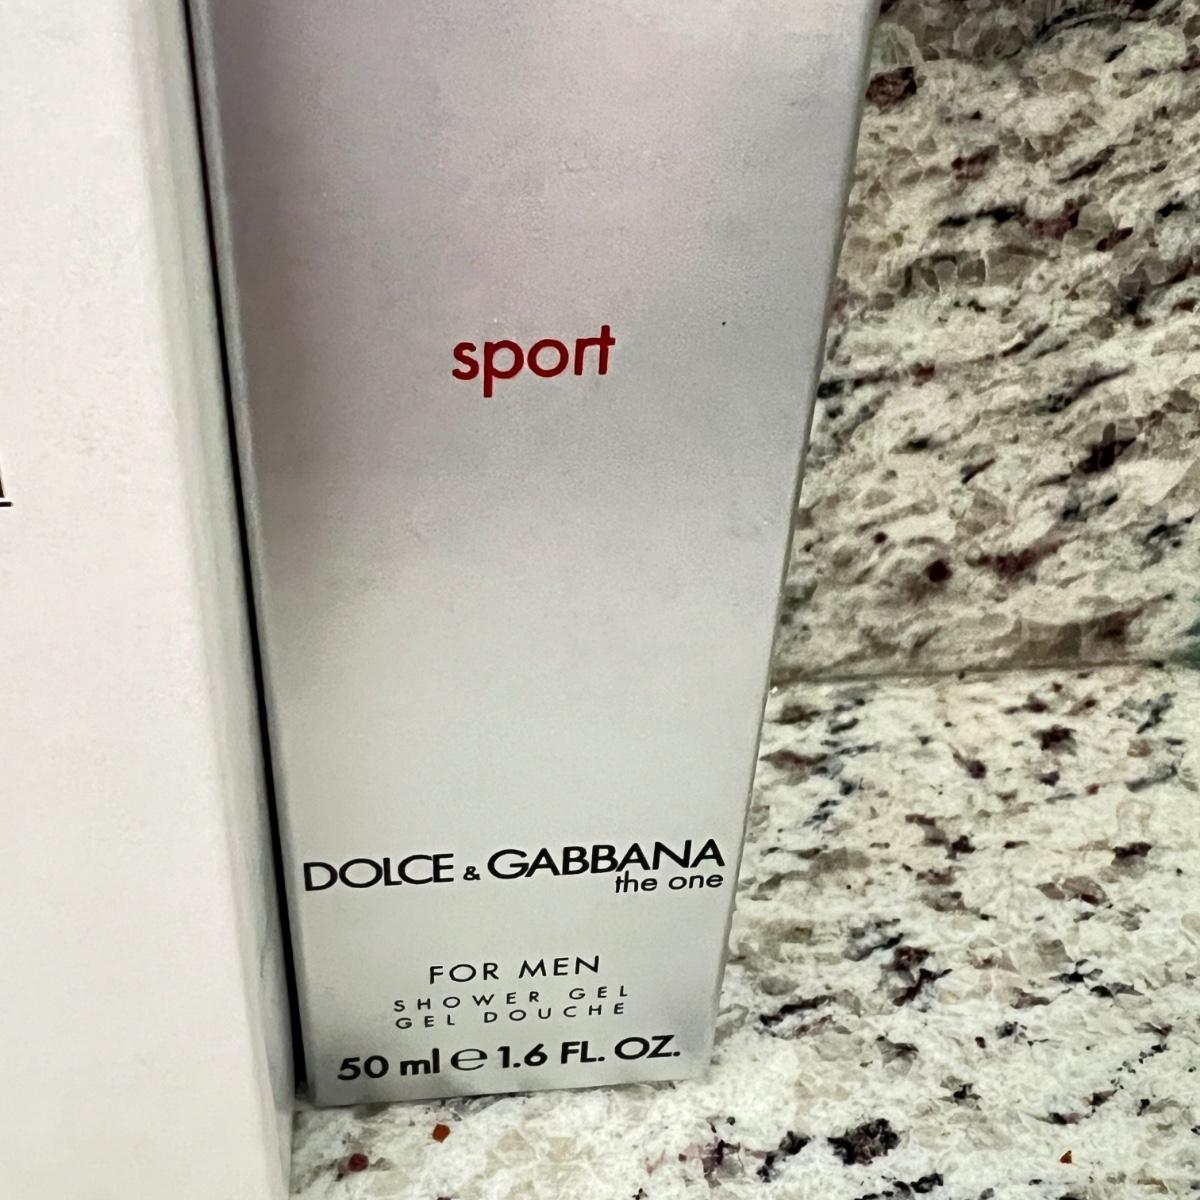 sport
DOLCE & GABBANA
the one
FOR MEN
SHOWER GEL
GEL DOUCHE
50 ml ℮ 1.6 FL. OZ.